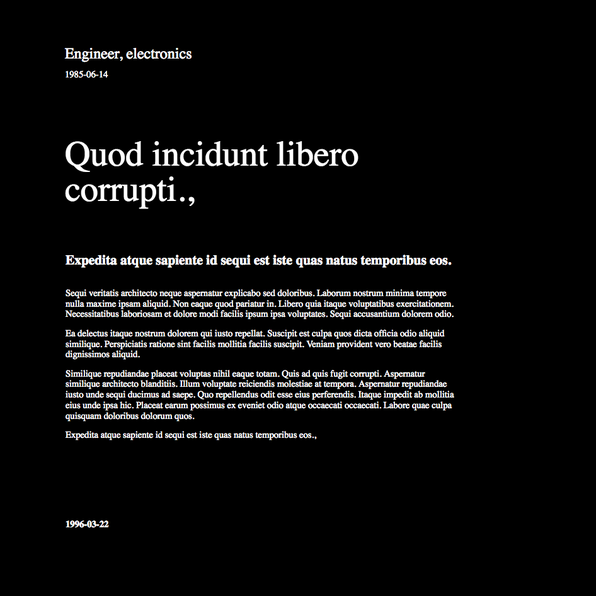 Engineer, electronics
1985-06-14
Quod incidunt libero
corrupti.,
Expedita atque sapiente id sequi est iste quas natus temporibus eos.
Sequi veritatis architecto neque aspernatur explicabo sed doloribus. Laborum nostrum minima tempore
nulla maxime ipsam aliquid. Non eaque quod pariatur in. Libero quia itaque voluptatibus exercitationem.
Necessitatibus laboriosam et dolore modi facilis ipsum ipsa voluptates. Sequi accusantium dolorem odio.
Ea delectus itaque nostrum dolorem qui iusto repellat. Suscipit est culpa quos dicta officia odio aliquid
similique. Perspiciatis ratione sint facilis mollitia facilis suscipit. Veniam provident vero beatae facilis
dignissimos aliquid.
Similique repudiandae placeat voluptas nihil eaque totam. Quis ad quis fugit corrupti. Aspernatur
similique architecto blanditiis. Illum voluptate reiciendis molestiae at tempora. Aspernatur repudiandae
iusto unde sequi ducimus ad saepe. Quo repellendus odit esse eius perferendis. Itaque impedit ab mollitia
eius unde ipsa hic. Placeat earum possimus ex eveniet odio atque occaecati occaecati. Labore quae culpa
quisquam doloribus dolorum quos.
Expedita atque sapiente id sequi est iste quas natus temporibus eos.,
1996-03-22